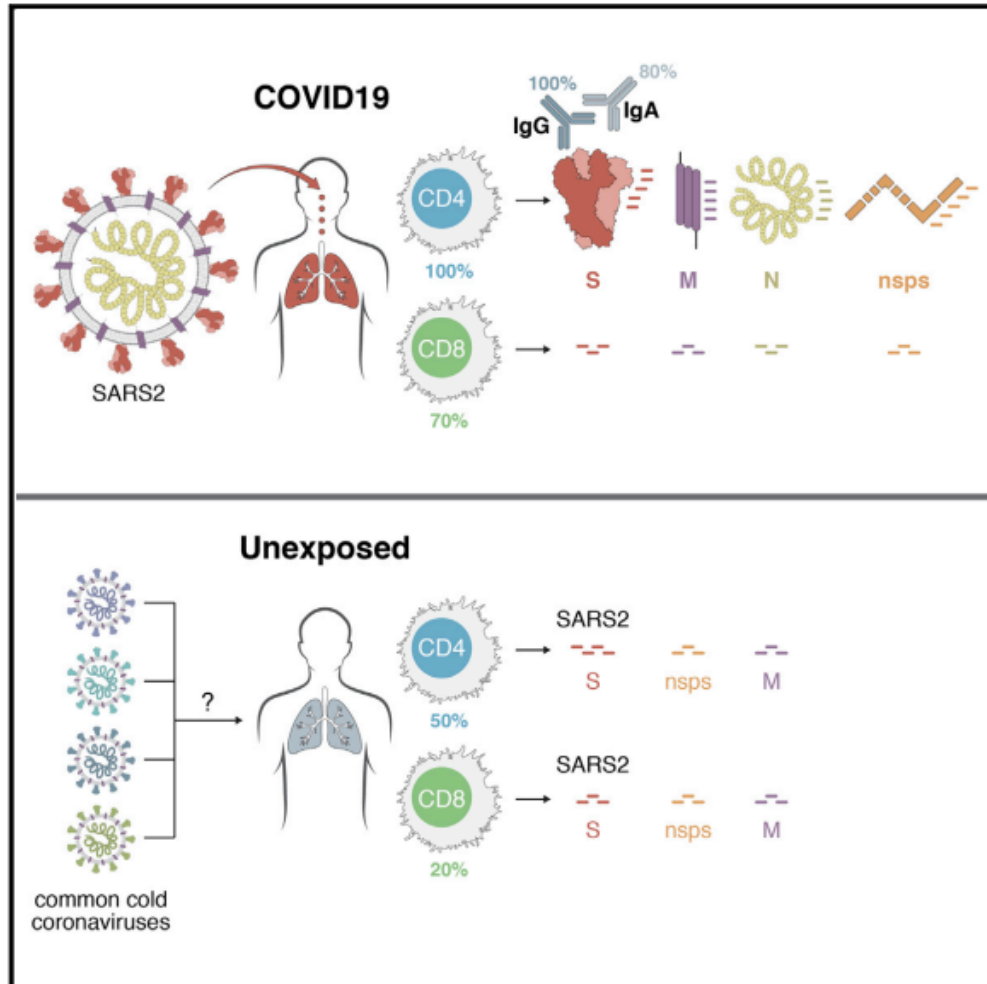 COVID19
100%
80%
IgG
IgA
CD4
100%
S
M
N
nsps
CD8
70%
SARS2
Unexposed
?
CD4
50%
SARS2
S
nsps
M
CD8
20%
SARS2
S
nsps
M
common cold
coronaviruses